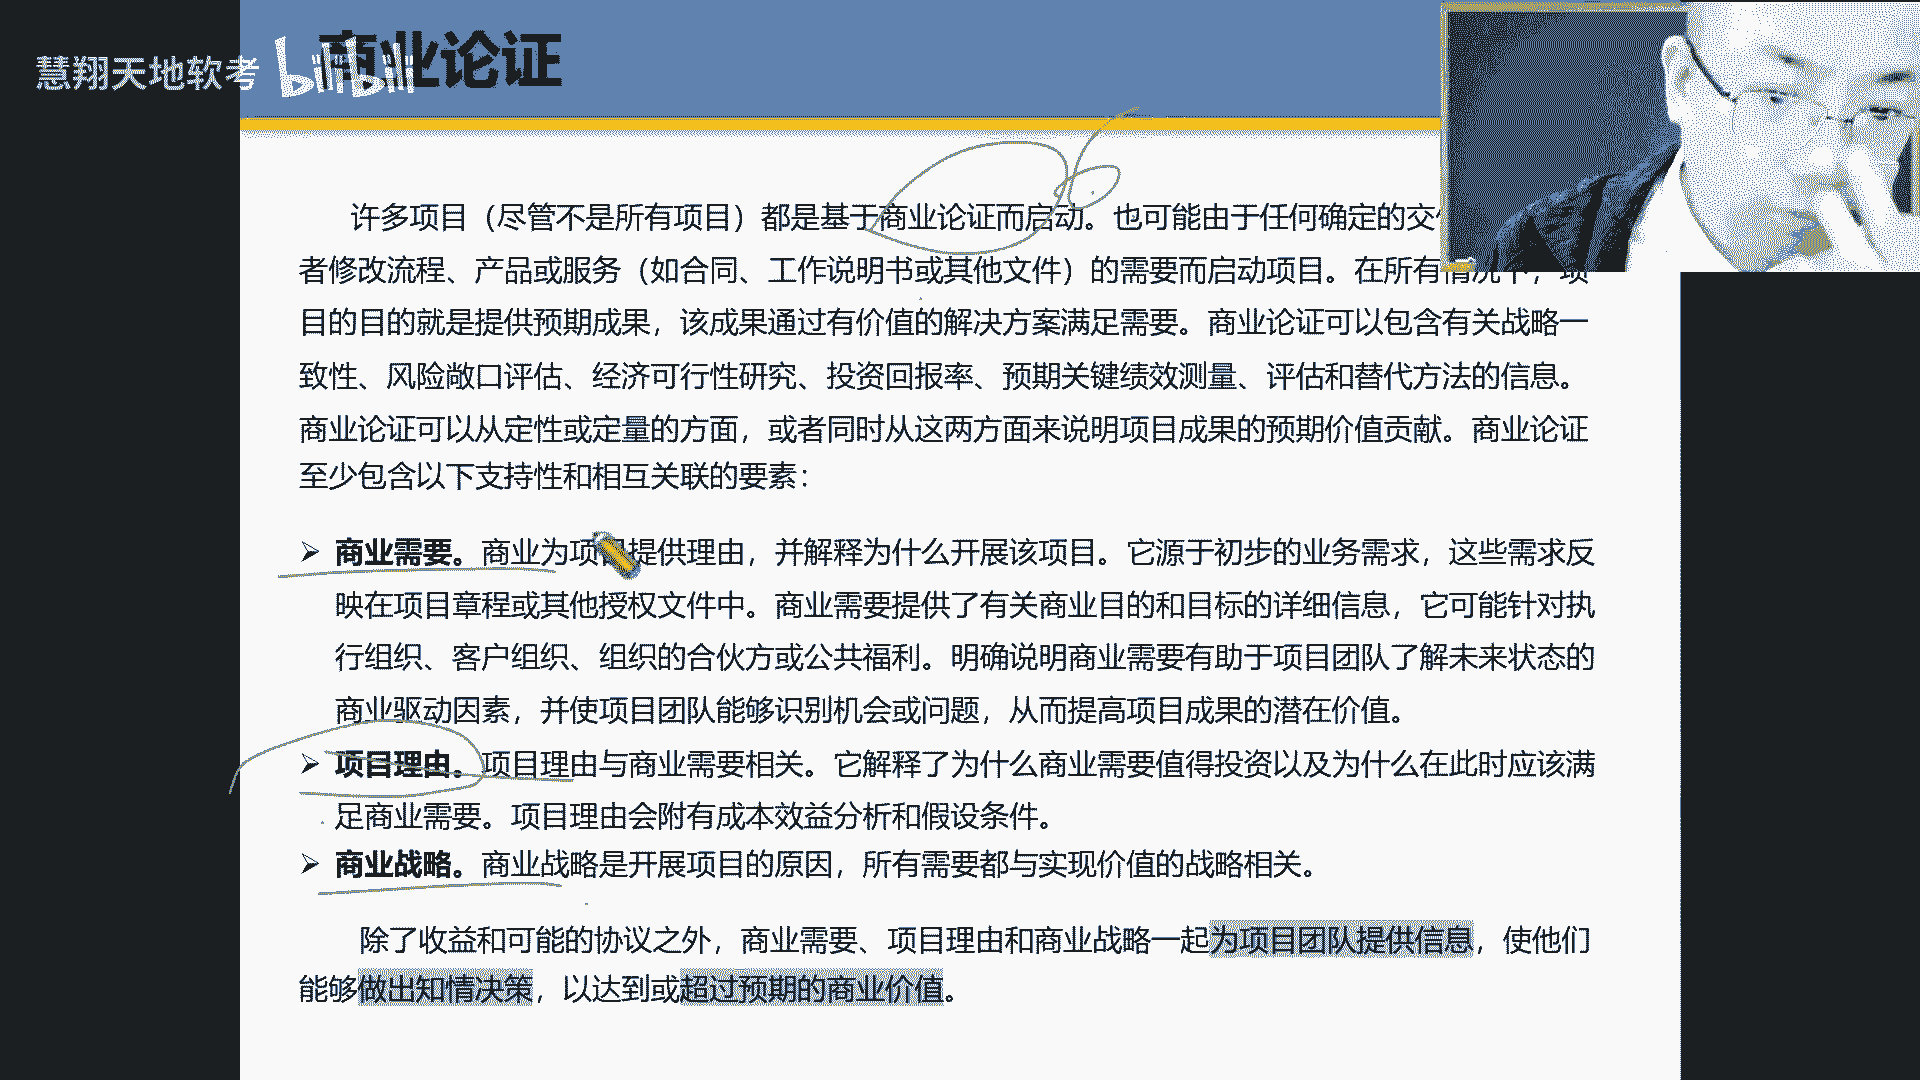 慧翔天地软考 bilibili
商业论证
许多项目（尽管不是所有项目）都是基于商业论证而启动。也可能由于任何确定的交
者修改流程、产品或服务（如合同、工作说明书或其他文件）的需要而启动项目。在所有情况下，项
目的目的就是提供预期成果，该成果通过有价值的解决方案满足需要。商业论证可以包含有关战略一
致性、风险敞口评估、经济可行性研究、投资回报率、预期关键绩效测量、评估和替代方法的信息。
商业论证可以从定性或定量的方面，或者同时从这两方面来说明项目成果的预期价值贡献。商业论证
至少包含以下支持性和相互关联的要素：
➢ 商业需要。商业为项目提供理由，并解释为什么开展该项目。它源于初步的业务需求，这些需求反
映在项目章程或其他授权文件中。商业需要提供了有关商业目的和目标的详细信息，它可能针对执
行组织、客户组织、组织的合伙方或公共福利。明确说明商业需要有助于项目团队了解未来状态的
商业驱动因素，并使项目团队能够识别机会或问题，从而提高项目成果的潜在价值。
➢ 项目理由。项目理由与商业需要相关。它解释了为什么商业需要值得投资以及为什么在此时应该满
足商业需要。项目理由会附有成本效益分析和假设条件。
➢ 商业战略。商业战略是开展项目的原因，所有需要都与实现价值的战略相关。
除了收益和可能的协议之外，商业需要、项目理由和商业战略一起为项目团队提供信息，使他们
能够做出知情决策，以达到或超过预期的商业价值。